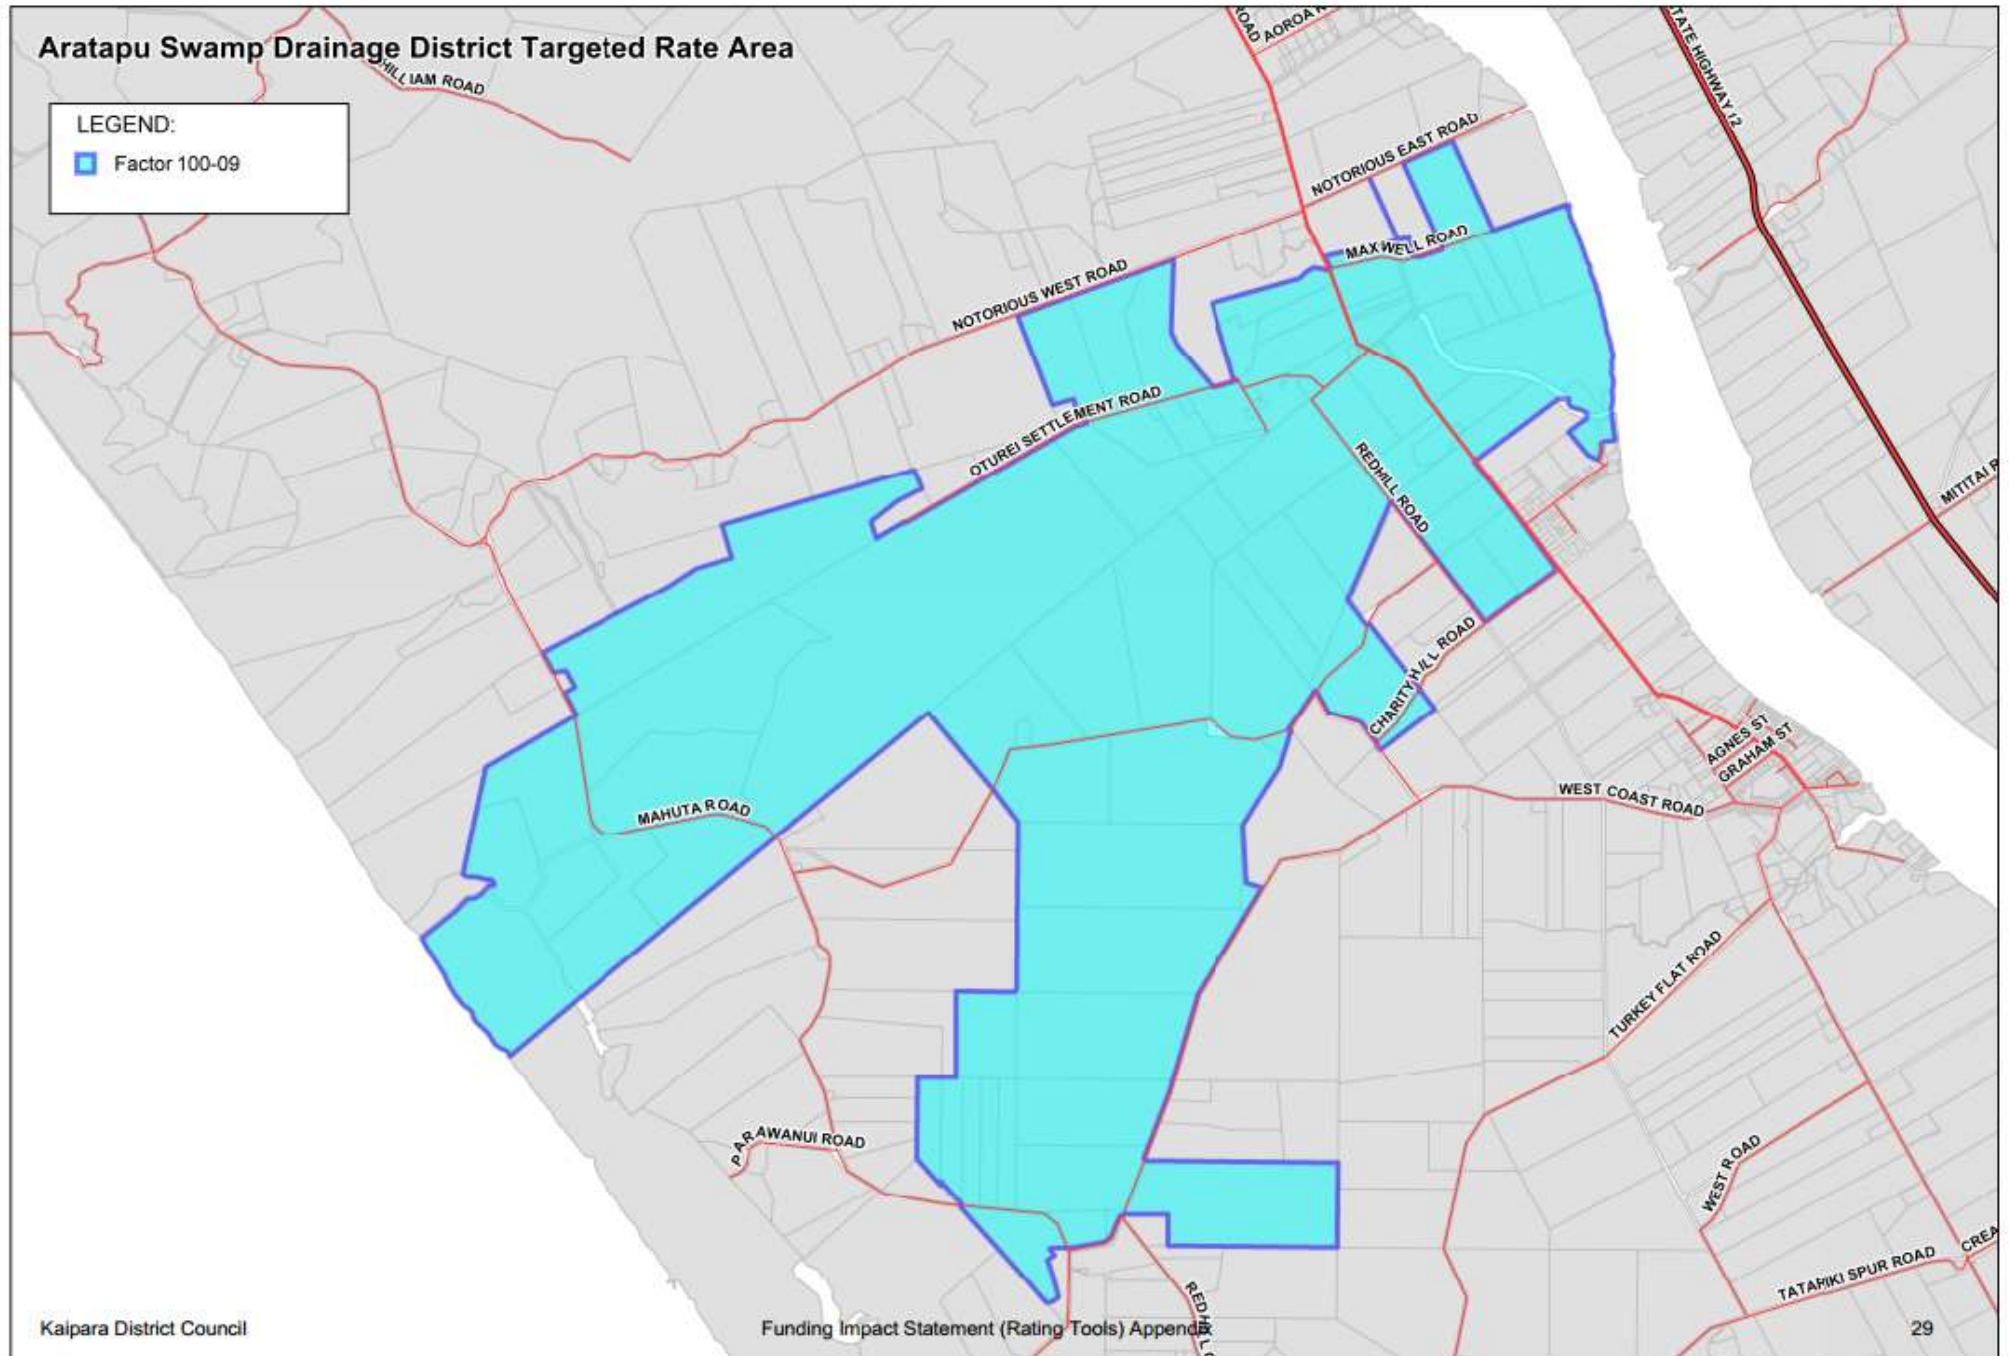 Aratapu Swamp Drainage District Targeted Rate Area
LEGEND:
Factor 100-09
AOROA R
ROAD
TATE HIGHWAY 12
HILLIAM ROAD
NOTORIOUS EAST ROAD
MAXWELL ROAD
NOTORIOUS WEST ROAD
OTUREI SETTLEMENT ROAD
REDHILL ROAD
MITITAI R
CHARITY HILL ROAD
AGNES ST
GRAHAM ST
WEST COAST ROAD
MAHUTA ROAD
TURKEY FLAT ROAD
PARAWANUI ROAD
WEST ROAD
CREA
TATARIKI SPUR ROAD
Kaipara District Council
Funding Impact Statement (Rating Tools) Appendix
29